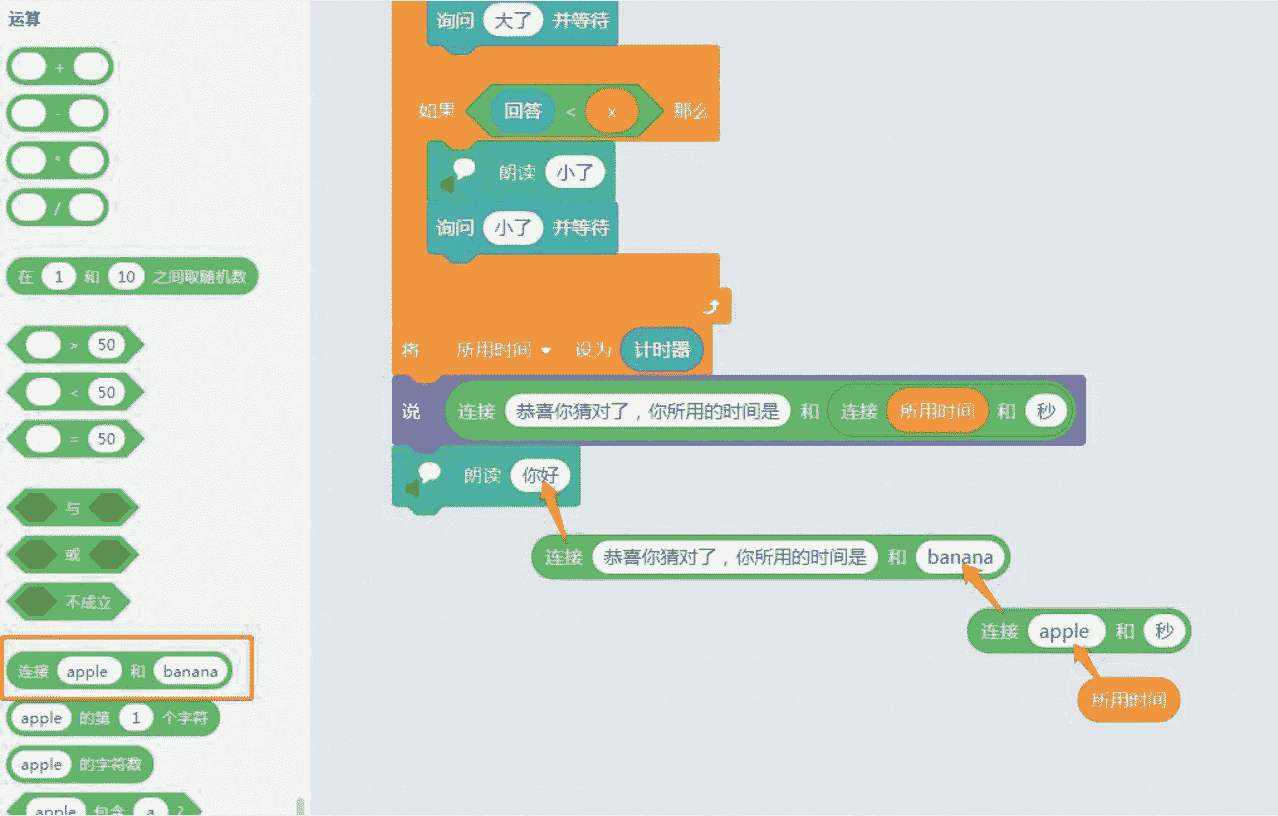 运算
+
-
*
/
在 1 和 10 之间取随机数
> 50
< 50
= 50
与
或
不成立
连接 apple 和 banana
apple 的第 1 个字符
apple 的字符数
apple 包含 a ?
询问 大了 并等待
如果 回答 < x 那么
朗读 小了
询问 小了 并等待
将 所用时间 设为 计时器
说 连接 恭喜你猜对了，你所用的时间是 和 连接 所用时间 和 秒
朗读 你好
连接 恭喜你猜对了，你所用的时间是 和 banana
连接 apple 和 秒
所用时间